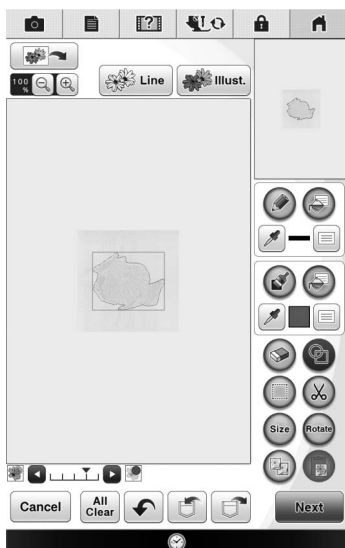 ?
100 %
Line
Illust.
Size
Rotate
Cancel
All Clear
Next